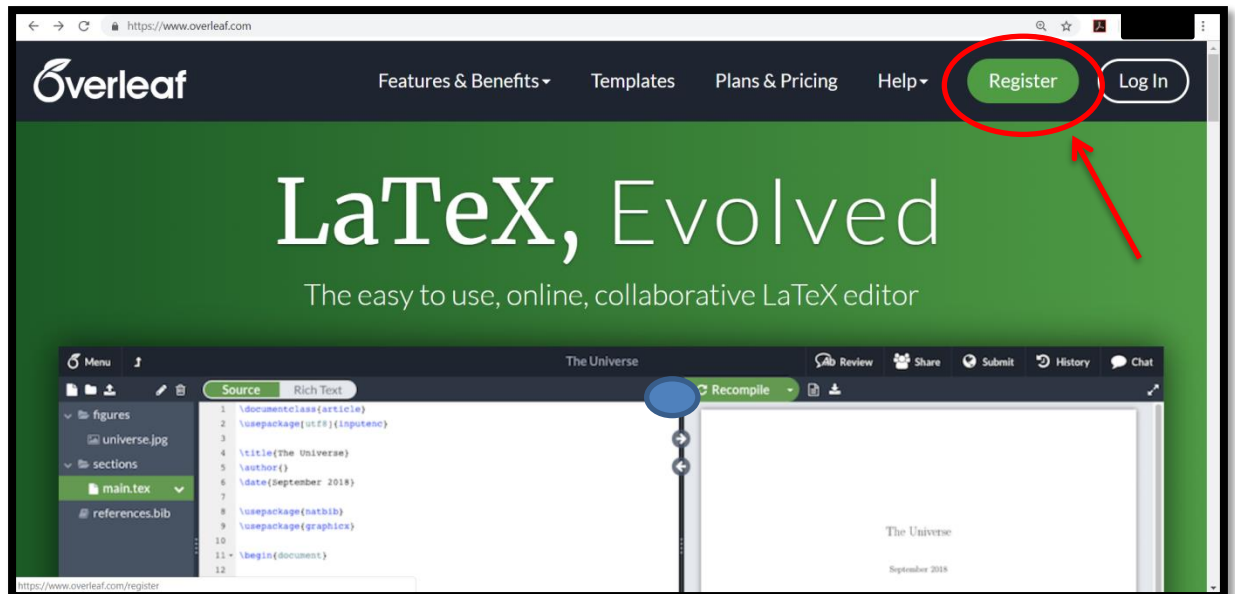 https://www.overleaf.com
Overleaf Features & Benefits Templates Plans & Pricing Help Register Log In
LaTeX, Evolved
The easy to use, online, collaborative LaTeX editor
Menu The Universe Ab Review Share Submit History Chat
Source Rich Text Recompile
figures
universe.jpg
sections
main.tex
references.bib
1 \documentclass{article}
2 \usepackage[utf8]{inputenc}
3
4 \title{The Universe}
5 \author{}
6 \date{September 2018}
7
8 \usepackage{natbib}
9 \usepackage{graphicx}
10
11 \begin{document}
12
The Universe
September 2018
https://www.overleaf.com/register